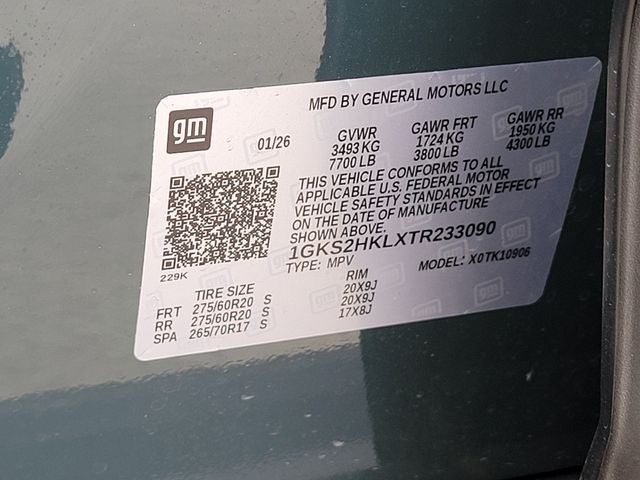 MFD BY GENERAL MOTORS LLC
gm
01/26
GVWR GAWR FRT GAWR RR
3493 KG 1724 KG 1950 KG
7700 LB 3800 LB 4300 LB
THIS VEHICLE CONFORMS TO ALL
APPLICABLE U.S. FEDERAL MOTOR
VEHICLE SAFETY STANDARDS IN EFFECT
ON THE DATE OF MANUFACTURE
SHOWN ABOVE.
1GKS2HKLXTR233090
TYPE: MPV MODEL: X0TK10906
229K
TIRE SIZE RIM
FRT 275/60R20 S 20X9J
RR 275/60R20 S 20X9J
SPA 265/70R17 S 17X8J